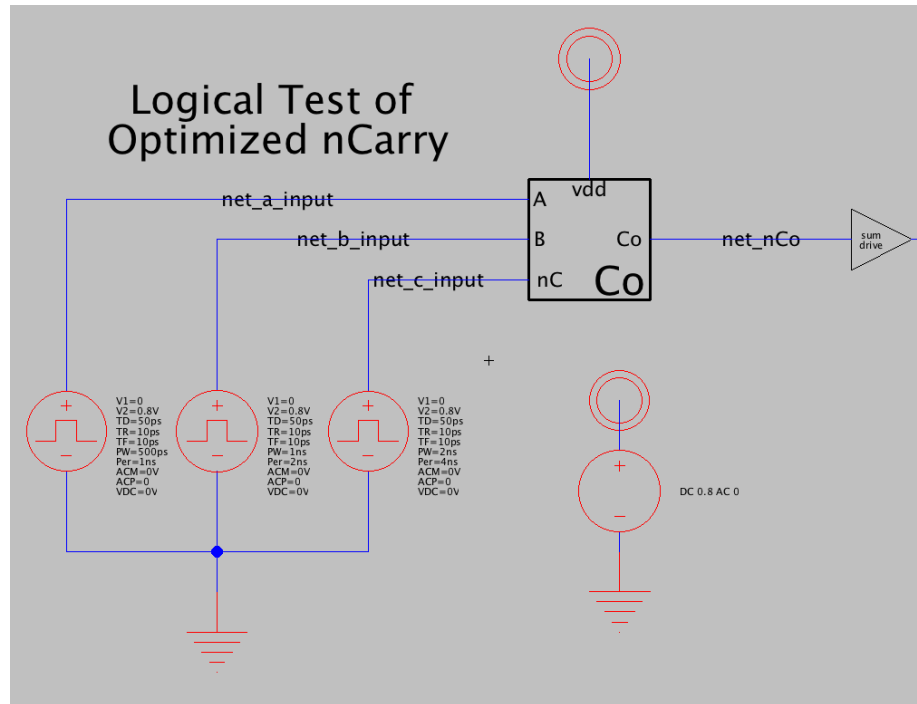 Logical Test of
Optimized nCarry
vdd
net_a_input
A
net_b_input
B
Co
net_nCo
sum
drive
net_c_input
nC
Co
V1=0
V2=0.8V
TD=50ps
TR=10ps
TF=10ps
PW=500ps
Per=1ns
ACM=0V
ACP=0
VDC=0V
V1=0
V2=0.8V
TD=50ps
TR=10ps
TF=10ps
PW=1ns
Per=2ns
ACM=0V
ACP=0
VDC=0V
V1=0
V2=0.8V
TD=50ps
TR=10ps
TF=10ps
PW=2ns
Per=4ns
ACM=0V
ACP=0
VDC=0V
DC 0.8 AC 0